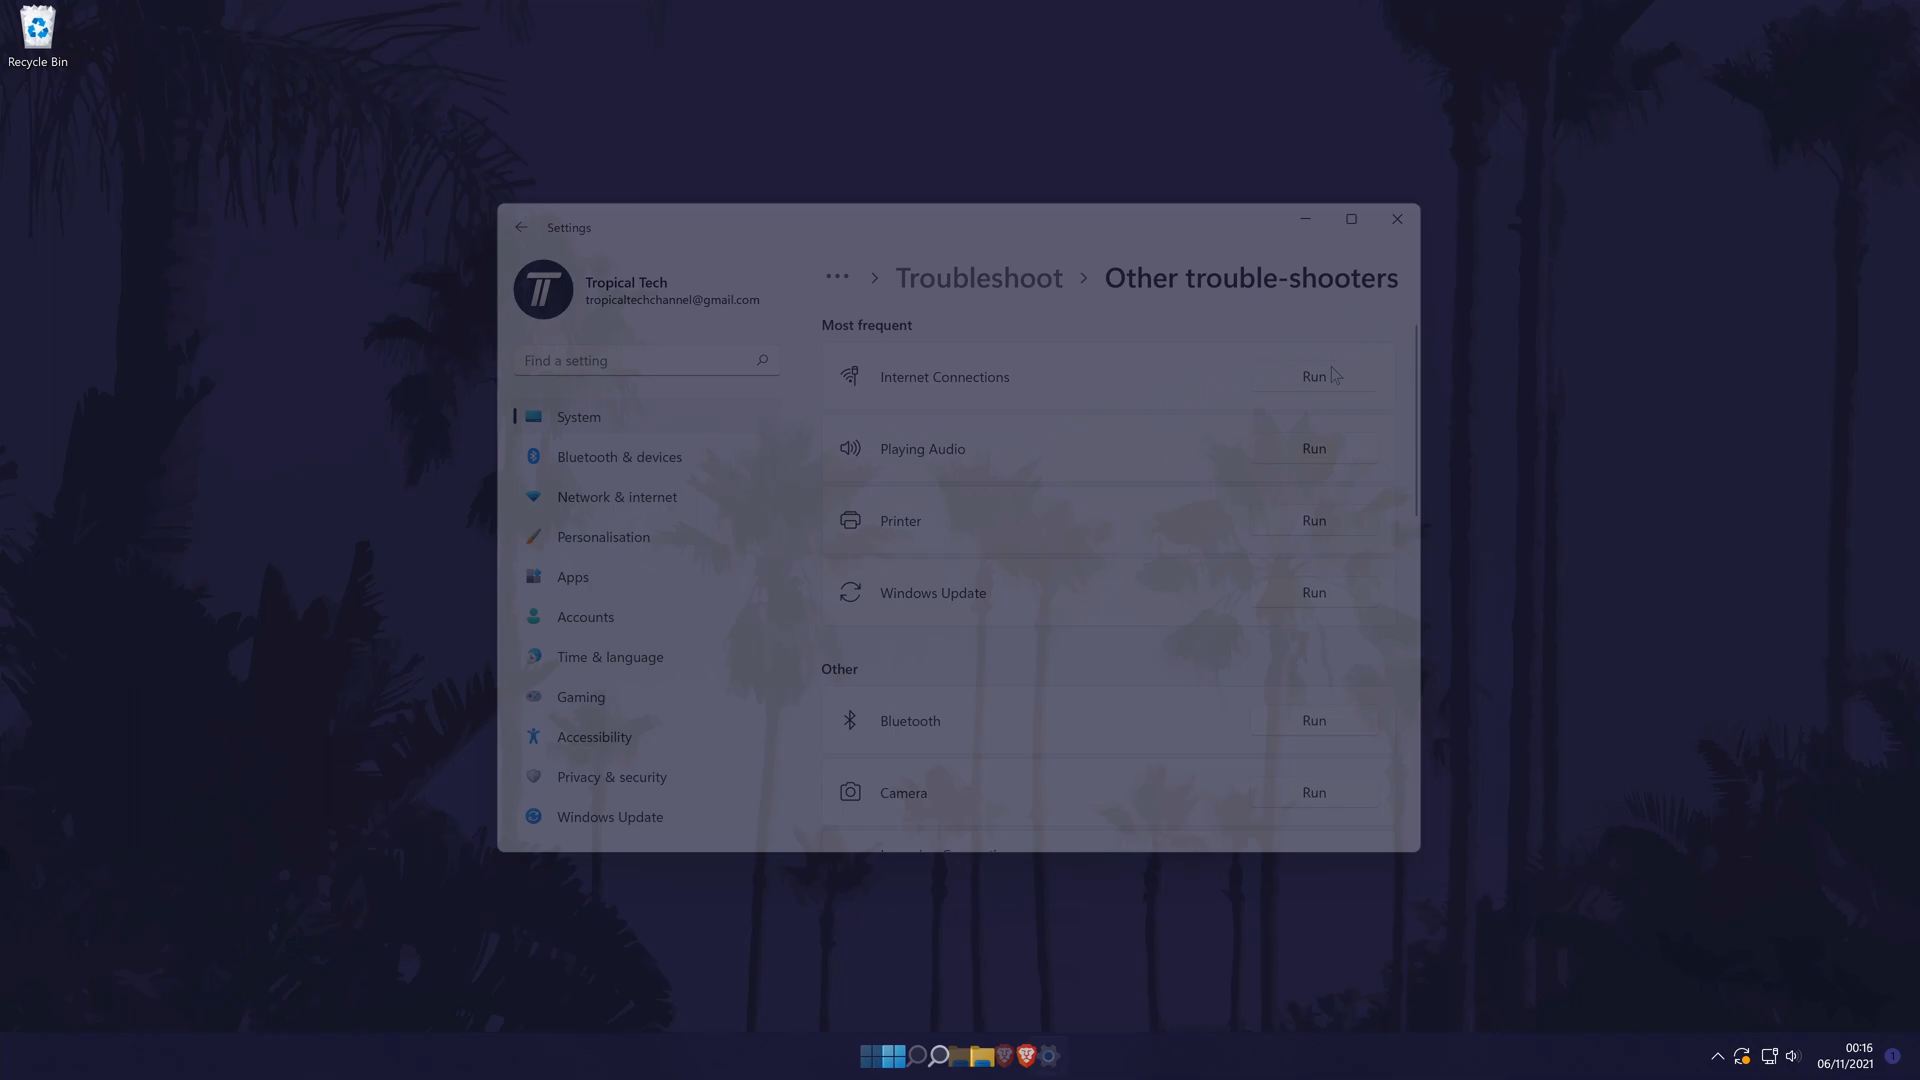 Recycle Bin
Settings
Tropical Tech
tropicaltechchannel@gmail.com
Find a setting
System
Bluetooth & devices
Network & internet
Personalisation
Apps
Accounts
Time & language
Gaming
Accessibility
Privacy & security
Windows Update
... > Troubleshoot > Other trouble-shooters
Most frequent
Internet Connections Run
Playing Audio Run
Printer Run
Windows Update Run
Other
Bluetooth Run
Camera Run
00:16
06/11/2021
1